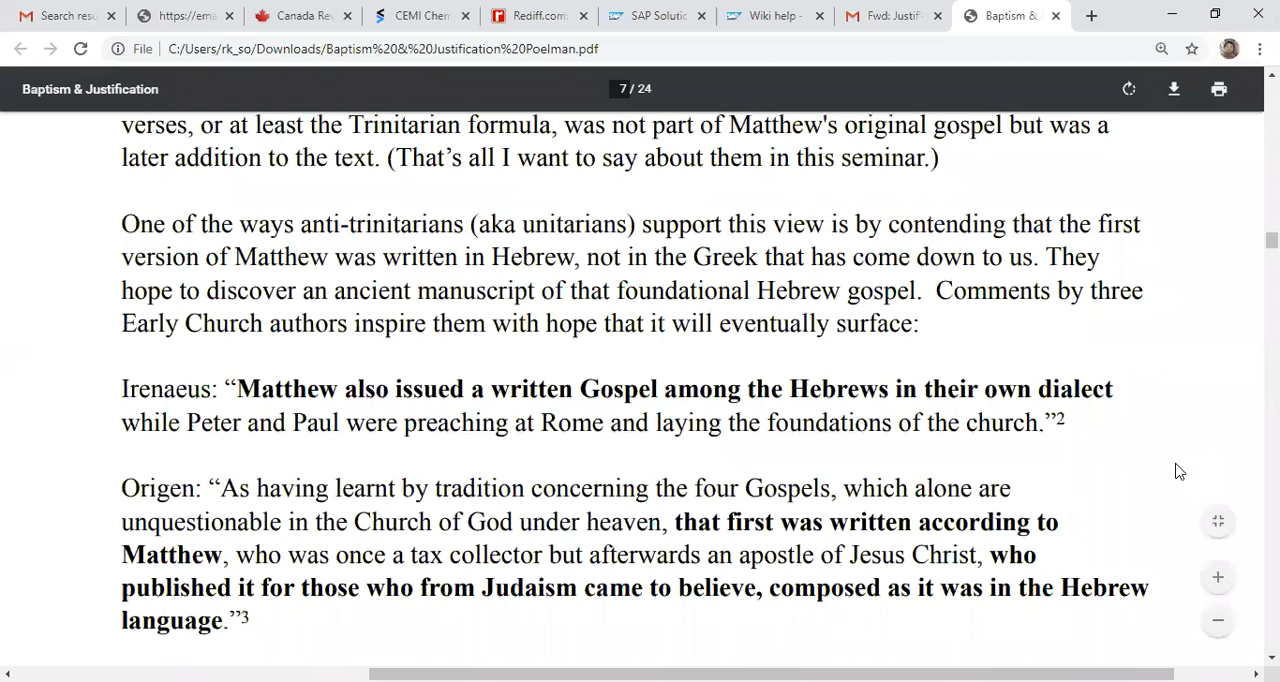 Search resu
https://ema
Canada Re
CEMI Chem
Rediff.com:
SAP Solutio
Wiki help -
Fwd: Justif
Baptism &
File | C:/Users/rk_so/Downloads/Baptism%20&%20Justification%20Poelman.pdf
Baptism & Justification
7 / 24
verses, or at least the Trinitarian formula, was not part of Matthew's original gospel but was a
later addition to the text. (That’s all I want to say about them in this seminar.)
One of the ways anti-trinitarians (aka unitarians) support this view is by contending that the first
version of Matthew was written in Hebrew, not in the Greek that has come down to us. They
hope to discover an ancient manuscript of that foundational Hebrew gospel.  Comments by three
Early Church authors inspire them with hope that it will eventually surface:
Irenaeus: “Matthew also issued a written Gospel among the Hebrews in their own dialect
while Peter and Paul were preaching at Rome and laying the foundations of the church.”2
Origen: “As having learnt by tradition concerning the four Gospels, which alone are
unquestionable in the Church of God under heaven, that first was written according to
Matthew, who was once a tax collector but afterwards an apostle of Jesus Christ, who
published it for those who from Judaism came to believe, composed as it was in the Hebrew
language.”3